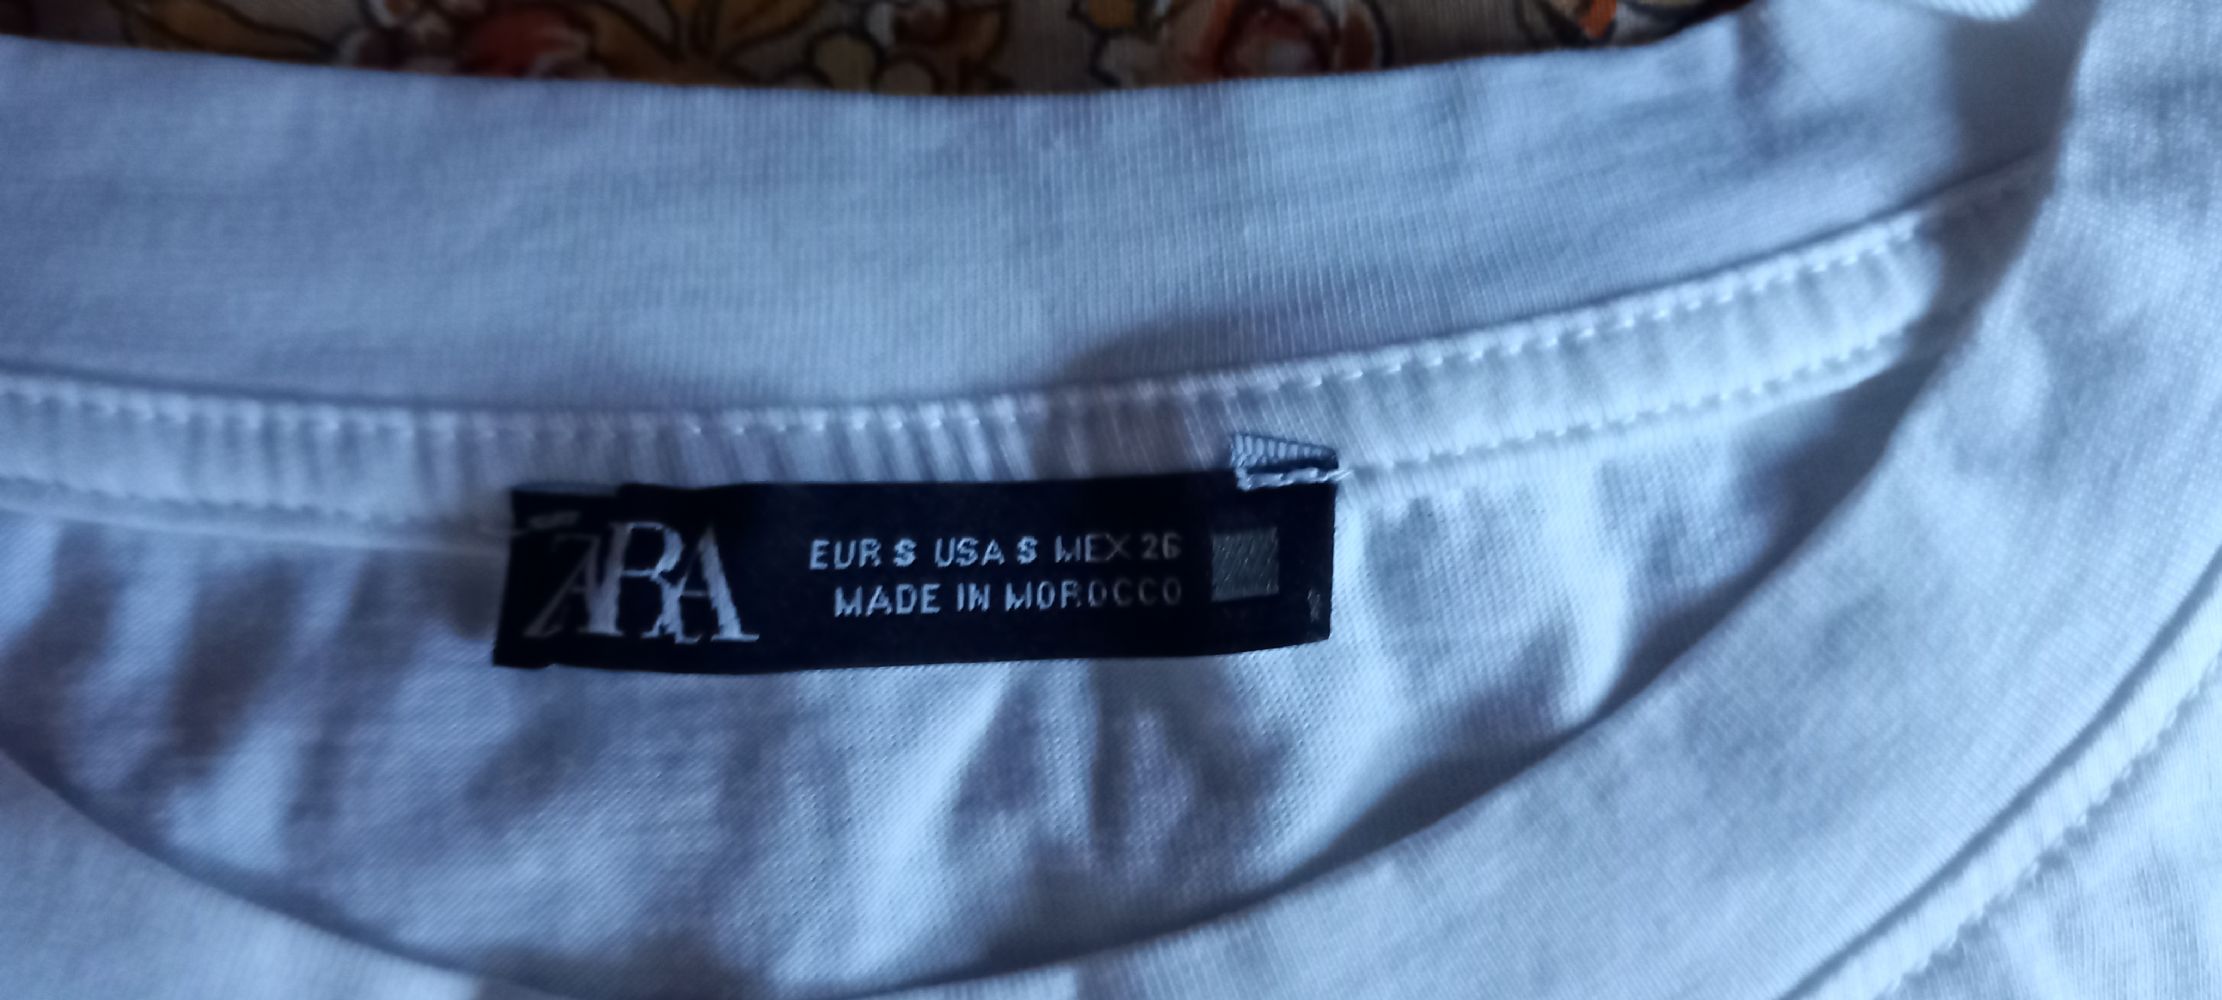 ZARA
EUR S USA S MEX 26
MADE IN MOROCCO